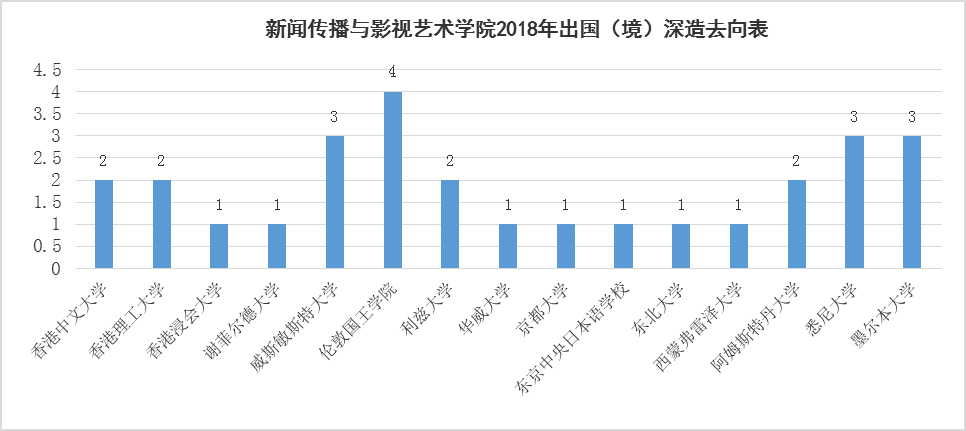 新闻传播与影视艺术学院2018年出国（境）深造去向表
4.5
4
3.5
3
2.5
2
1.5
1
0.5
0
2
2
1
1
3
4
2
1
1
1
1
1
2
3
3
香港中文大学
香港理工大学
香港浸会大学
谢菲尔德大学
威斯敏斯特大学
伦敦国王学院
利兹大学
华威大学
京都大学
东京中央日本语学校
东北大学
西蒙弗雷泽大学
阿姆斯特丹大学
悉尼大学
墨尔本大学